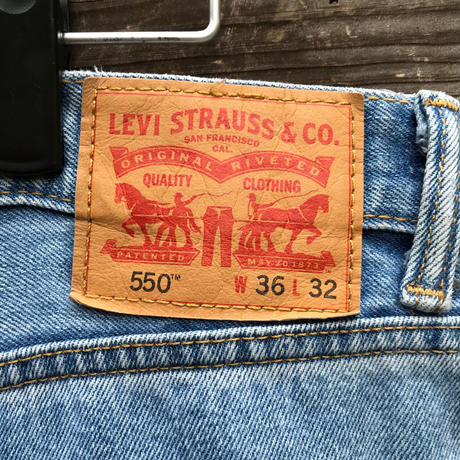 LEVI STRAUSS & CO.
SAN FRANCISCO
CAL.
ORIGINAL RIVETED
QUALITY CLOTHING
PATENTED MAY 20 1873
550™ W 36 L 32